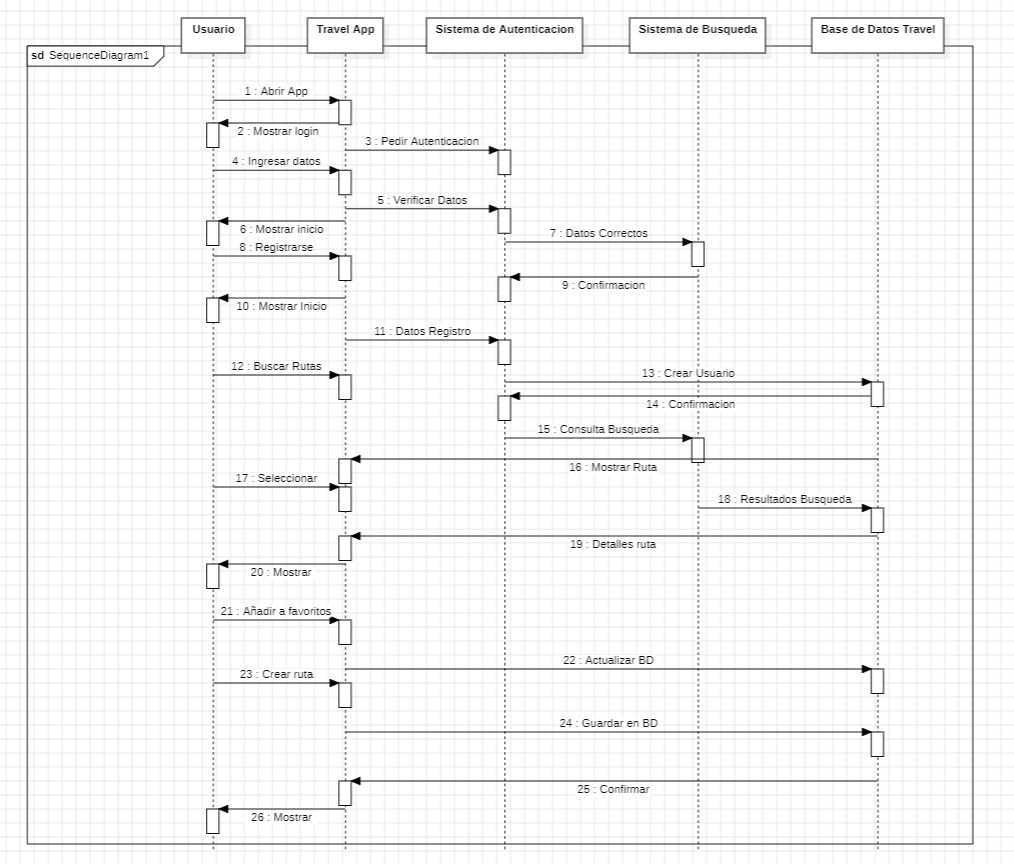 Usuario
Travel App
Sistema de Autenticacion
Sistema de Busqueda
Base de Datos Travel
sd SequenceDiagram1
1 : Abrir App
2 : Mostrar login
3 : Pedir Autenticacion
4 : Ingresar datos
5 : Verificar Datos
6 : Mostrar inicio
7 : Datos Correctos
8 : Registrarse
9 : Confirmacion
10 : Mostrar Inicio
11 : Datos Registro
12 : Buscar Rutas
13 : Crear Usuario
14 : Confirmacion
15 : Consulta Busqueda
16 : Mostrar Ruta
17 : Seleccionar
18 : Resultados Busqueda
19 : Detalles ruta
20 : Mostrar
21 : Añadir a favoritos
22 : Actualizar BD
23 : Crear ruta
24 : Guardar en BD
25 : Confirmar
26 : Mostrar